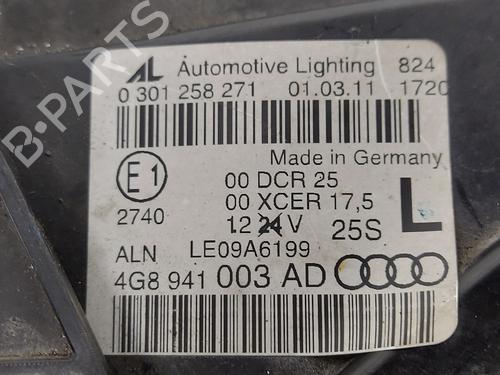 AL Automotive Lighting 824
0 301 258 271 01.03.11 1720
Made in Germany
E1 00 DCR 25
00 XCER 17,5
2740 12 24 V 25S L
ALN LE09A6199
4G8 941 003 AD
B-PARTS